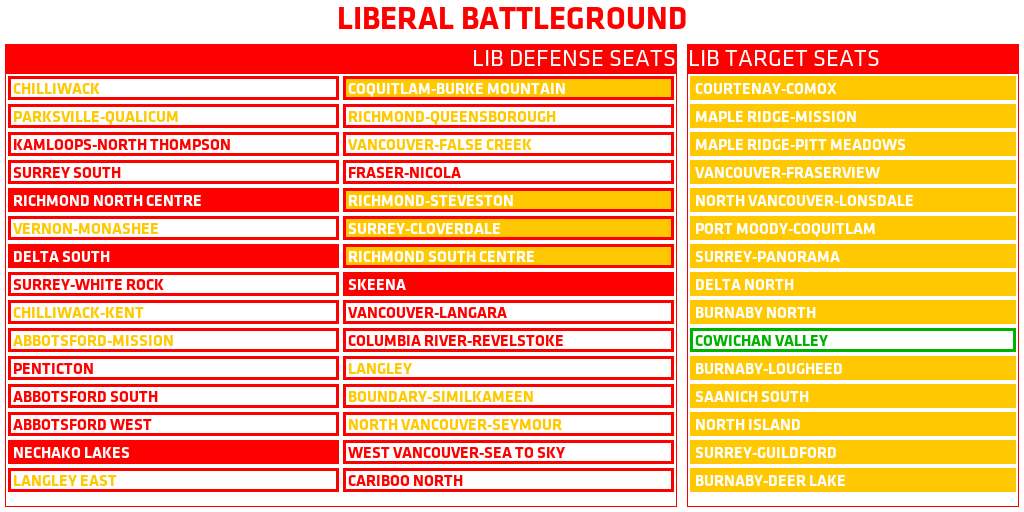 LIBERAL BATTLEGROUND
LIB DEFENSE SEATS
CHILLIWACK
PARKSVILLE-QUALICUM
KAMLOOPS-NORTH THOMPSON
SURREY SOUTH
RICHMOND NORTH CENTRE
VERNON-MONASHEE
DELTA SOUTH
SURREY-WHITE ROCK
CHILLIWACK-KENT
ABBOTSFORD-MISSION
PENTICTON
ABBOTSFORD SOUTH
ABBOTSFORD WEST
NECHAKO LAKES
LANGLEY EAST
COQUITLAM-BURKE MOUNTAIN
RICHMOND-QUEENSBOROUGH
VANCOUVER-FALSE CREEK
FRASER-NICOLA
RICHMOND-STEVESTON
SURREY-CLOVERDALE
RICHMOND SOUTH CENTRE
SKEENA
VANCOUVER-LANGARA
COLUMBIA RIVER-REVELSTOKE
LANGLEY
BOUNDARY-SIMILKAMEEN
NORTH VANCOUVER-SEYMOUR
WEST VANCOUVER-SEA TO SKY
CARIBOO NORTH
LIB TARGET SEATS
COURTENAY-COMOX
MAPLE RIDGE-MISSION
MAPLE RIDGE-PITT MEADOWS
VANCOUVER-FRASERVIEW
NORTH VANCOUVER-LONSDALE
PORT MOODY-COQUITLAM
SURREY-PANORAMA
DELTA NORTH
BURNABY NORTH
COWICHAN VALLEY
BURNABY-LOUGHEED
SAANICH SOUTH
NORTH ISLAND
SURREY-GUILDFORD
BURNABY-DEER LAKE